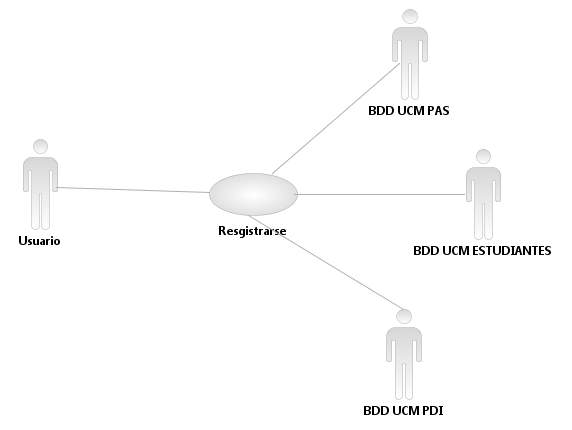 BDD UCM PAS
Usuario
Resgistrarse
BDD UCM ESTUDIANTES
BDD UCM PDI